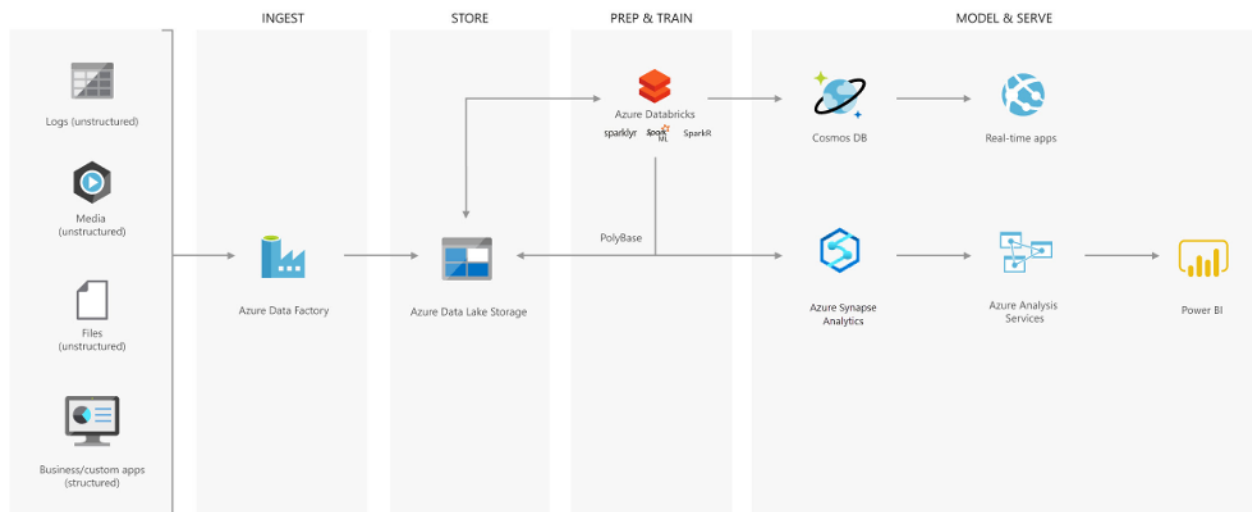 INGEST
STORE
PREP & TRAIN
MODEL & SERVE
Logs (unstructured)
Media
(unstructured)
Files
(unstructured)
Business/custom apps
(structured)
Azure Data Factory
Azure Data Lake Storage
Azure Databricks
sparklyr
Spark
ML
SparkR
PolyBase
Cosmos DB
Real-time apps
Azure Synapse
Analytics
Azure Analysis
Services
Power BI